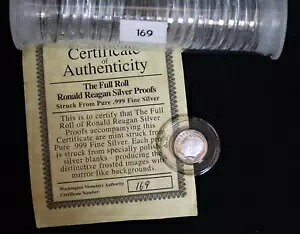 169
Certificate
of
Authenticity
The Full Roll
Ronald Reagan Silver Proofs
Struck From Pure .999 Fine Silver
This is to certify that The Full
Roll of Ronald Reagan Silver
Proofs accompanying this
Certificate are mint struck from
Pure .999 Fine Silver. Each
is struck from specially polished
silver blanks - producing
distinctive frosted images with
mirror like backgrounds.
Washington Monetary Authority
Certificate Number: 169